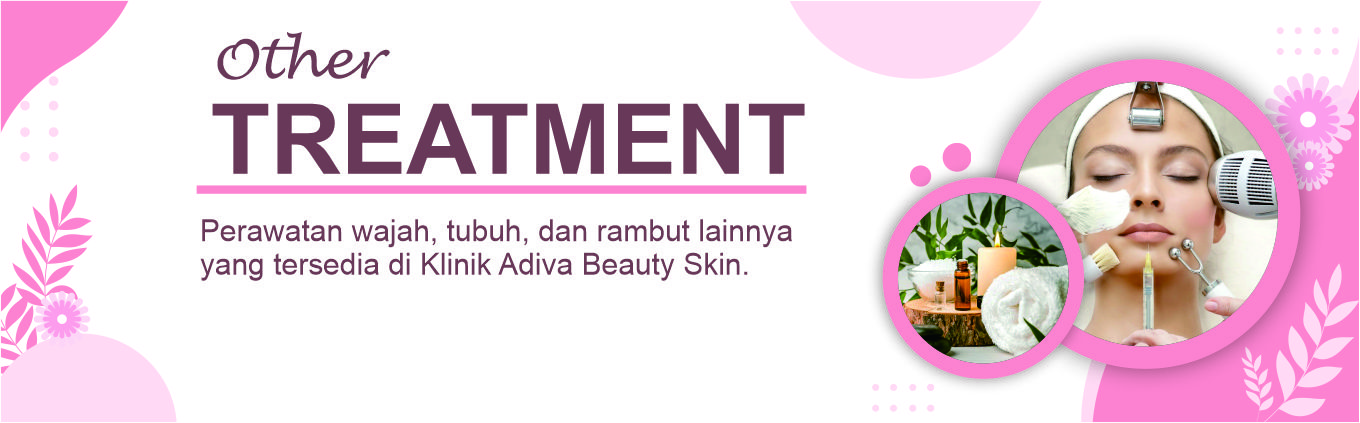 Other
TREATMENT
Perawatan wajah, tubuh, dan rambut lainnya
yang tersedia di Klinik Adiva Beauty Skin.